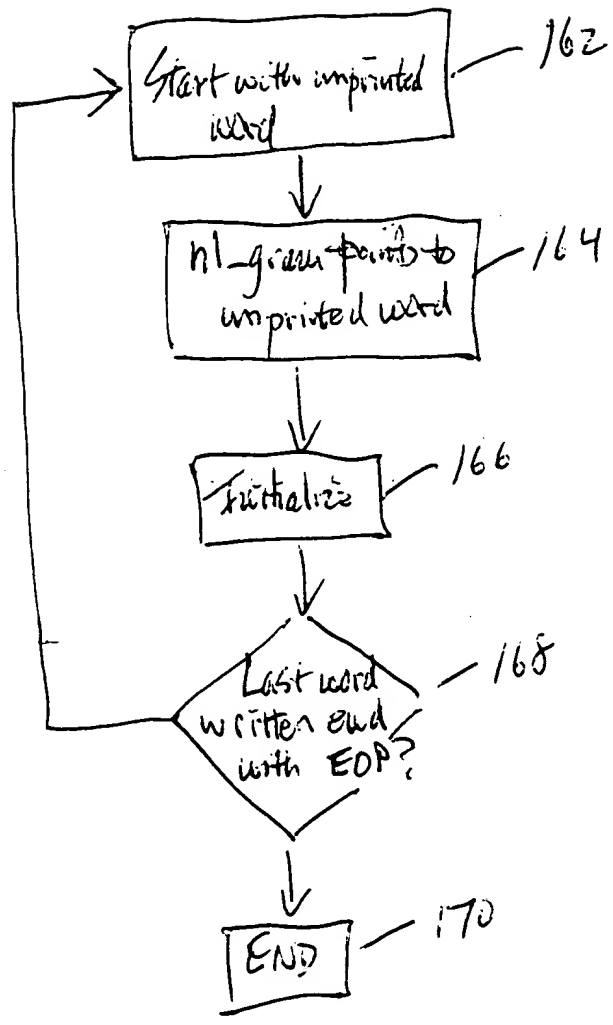 162
Start with unprinted
word
164
n1_gram points to
unprinted word
166
Initialize
168
Last word
written end
with EOP?
170
END